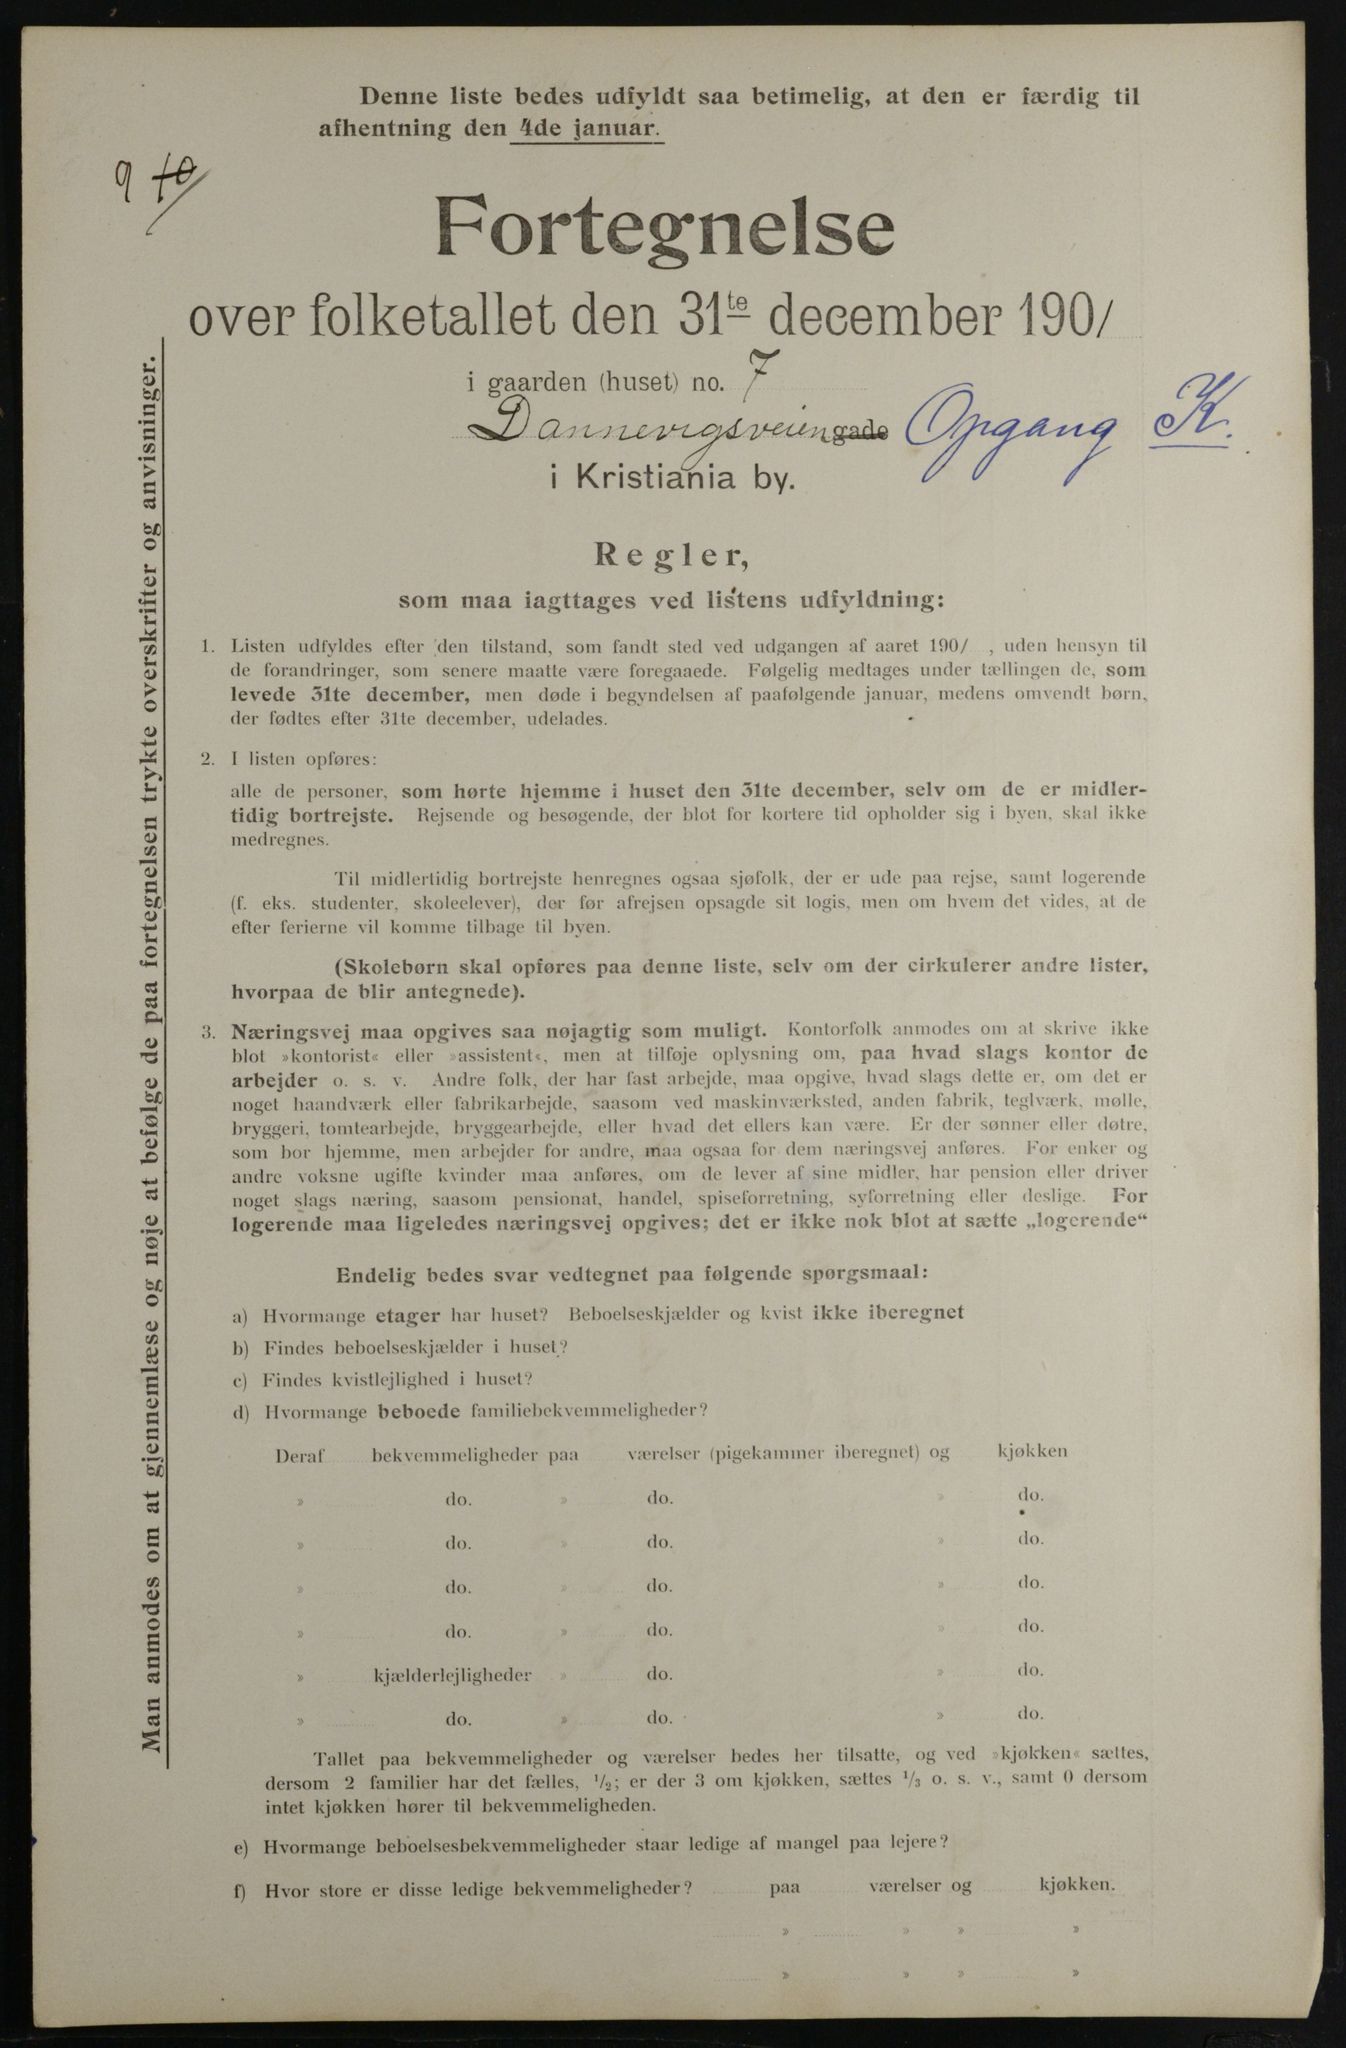 Denne liste bedes udfyldt saa betimelig, at den er færdig til
afhentning den 4de januar.
9 10
Fortegnelse
over folketallet den 31te december 1901
i gaarden (huset) no. 7
Dannevigsveien gade Opgang K.
i Kristiania by.
Regler,
som maa iagttages ved listens udfyldning:
1. Listen udfyldes efter den tilstand, som fandt sted ved udgangen af aaret 1901 , uden hensyn til
de forandringer, som senere maatte være foregaaede. Følgelig medtages under tællingen de, som
levede 31te december, men døde i begyndelsen af paafølgende januar, medens omvendt børn,
der fødtes efter 31te december, udelades.
2. I listen opføres:
alle de personer, som hørte hjemme i huset den 31te december, selv om de er midler-
tidig bortrejste. Rejsende og besøgende, der blot for kortere tid opholder sig i byen, skal ikke
medregnes.
Til midlertidig bortrejste henregnes ogsaa sjøfolk, der er ude paa rejse, samt logerende
(f. eks. studenter, skoleelever), der før afrejsen opsagde sit logis, men om hvem det vides, at de
efter ferierne vil komme tilbage til byen.
(Skolebørn skal opføres paa denne liste, selv om der cirkulerer andre lister,
hvorpaa de blir antegnede).
3. Næringsvej maa opgives saa nøjagtig som muligt. Kontorfolk anmodes om at skrive ikke
blot »kontorist« eller »assistent«, men at tilføje oplysning om, paa hvad slags kontor de
arbejder o. s. v. Andre folk, der har fast arbejde, maa opgive, hvad slags dette er, om det er
noget haandværk eller fabrikarbejde, saasom ved maskinværksted, anden fabrik, teglværk, mølle,
bryggeri, tomtearbejde, bryggearbejde, eller hvad det ellers kan være. Er der sønner eller døtre,
som bor hjemme, men arbejder for andre, maa ogsaa for dem næringsvej anføres. For enker og
andre voksne ugifte kvinder maa anføres, om de lever af sine midler, har pension eller driver
noget slags næring, saasom pensionat, handel, spiseforretning, syforretning eller deslige. For
logerende maa ligeledes næringsvej opgives; det er ikke nok blot at sætte „logerende“
Endelig bedes svar vedtegnet paa følgende spørgsmaal:
a) Hvormange etager har huset? Beboelseskjælder og kvist ikke iberegnet
b) Findes beboelseskjælder i huset?
c) Findes kvistlejlighed i huset?
d) Hvormange beboede familiebekvemmeligheder?
Deraf bekvemmeligheder paa værelser (pigekammer iberegnet) og kjøkken
» do. » do. » do.
» do. » do. » do.
» do. » do. » do.
» do. » do. » do.
» kjælderlejligheder » do. » do.
» do. » do. » do.
Tallet paa bekvemmeligheder og værelser bedes her tilsatte, og ved »kjøkken« sættes,
dersom 2 familier har det fælles, 1/2; er der 3 om kjøkken, sættes 1/3 o. s. v., samt 0 dersom
intet kjøkken hører til bekvemmeligheden.
e) Hvormange beboelsesbekvemmeligheder staar ledige af mangel paa lejere?
f) Hvor store er disse ledige bekvemmeligheder? paa værelser og kjøkken.
» » » »
» » » »
Man anmodes om at gjennemlæse og nøje at befølge de paa fortegnelsen trykte overskrifter og anvisninger.